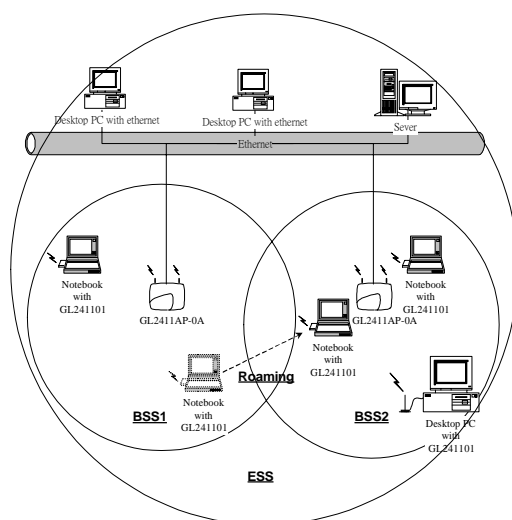 Desktop PC with ethernet
Desktop PC with ethernet
Sever
Ethernet
Notebook
with
GL241101
GL2411AP-0A
Notebook
with
GL241101
GL2411AP-0A
Notebook
with
GL241101
Roaming
Notebook
with
GL241101
BSS1
BSS2
Desktop PC
with
GL241101
ESS